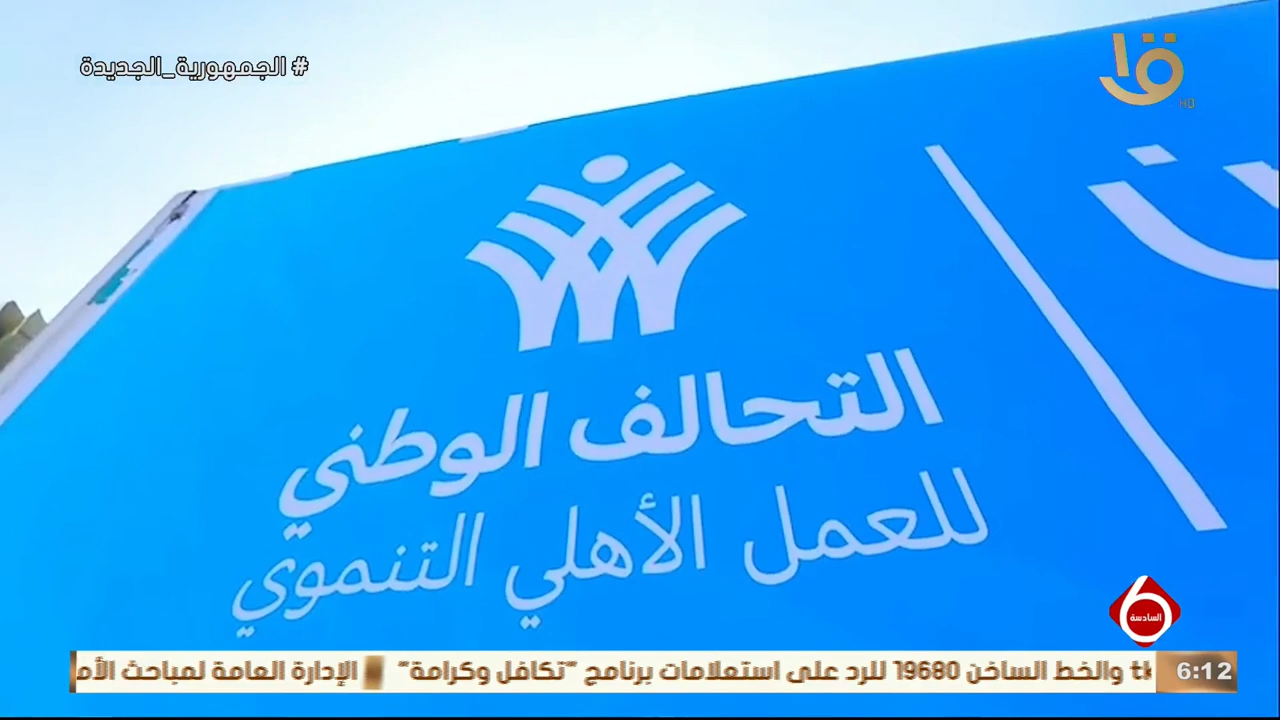 # الجمهورية_الجديدة
HD
التحالف الوطني
للعمل الأهلي التنموي
السادسة
والخط الساخن 19680 للرد على استعلامات برنامج "تكافل وكرامة" الإدارة العامة لمباحث
6:12